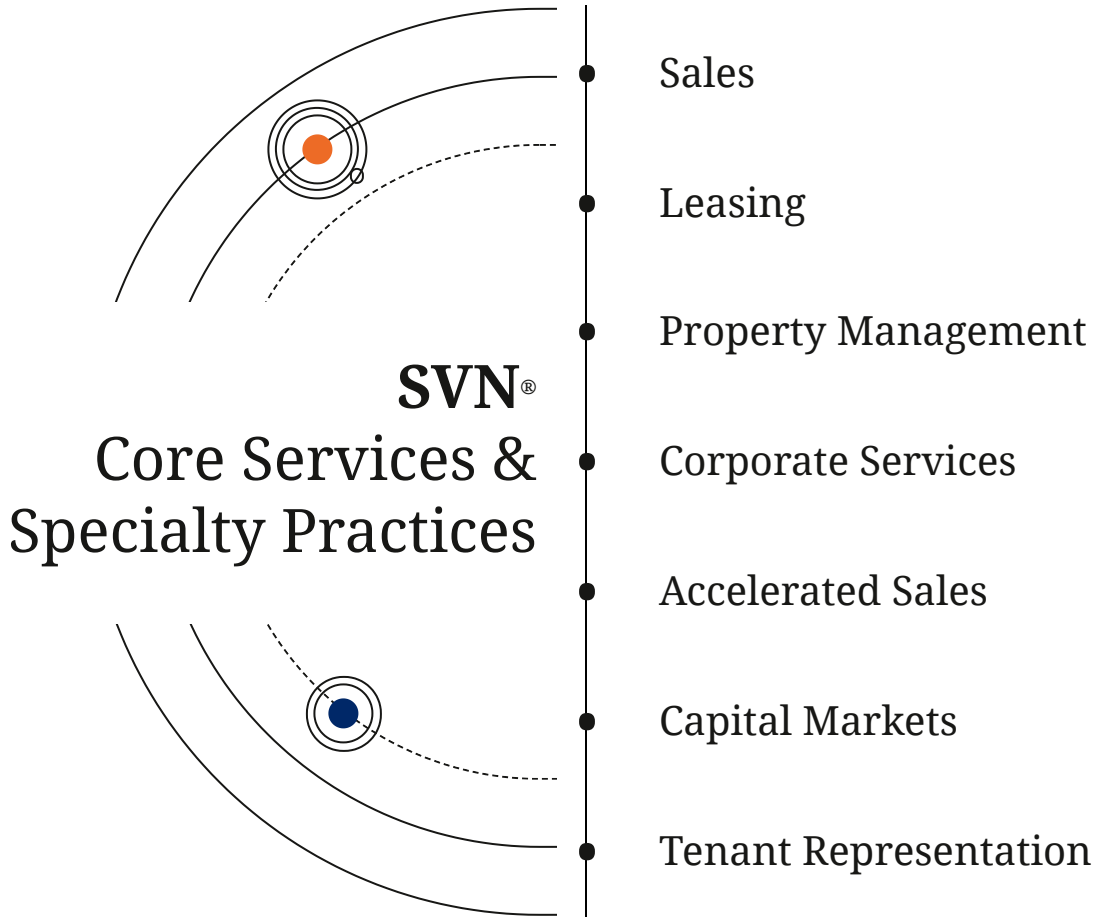 SVN®
Core Services &
Specialty Practices
Sales
Leasing
Property Management
Corporate Services
Accelerated Sales
Capital Markets
Tenant Representation